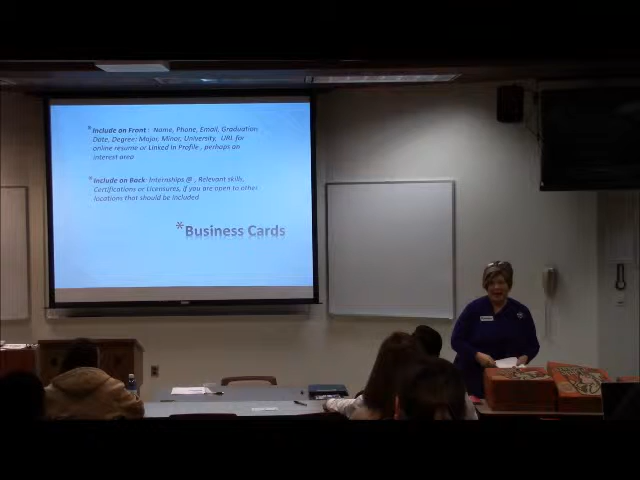 *Include on Front : Name, Phone, Email, Graduation
Date, Degree: Major, Minor, University, URL for
online resume or Linked In Profile , perhaps an
interest area
*Include on Back- Internships @ , Relevant skills,
Certifications or Licensures, if you are open to other
locations that should be included
*Business Cards